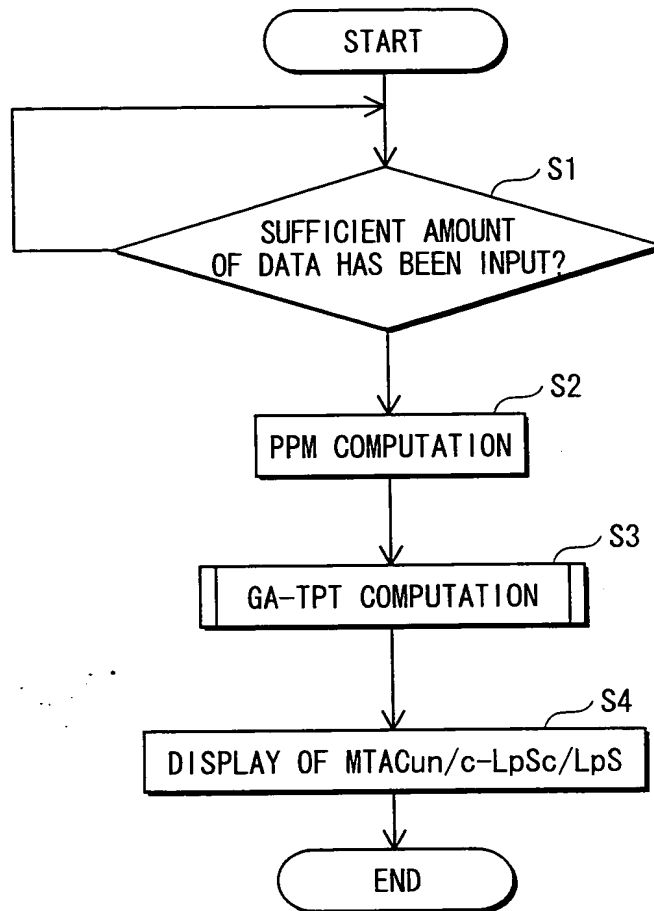 START
S1
SUFFICIENT AMOUNT
OF DATA HAS BEEN INPUT?
S2
PPM COMPUTATION
S3
GA-TPT COMPUTATION
S4
DISPLAY OF MTACun/c-LpSc/LpS
END